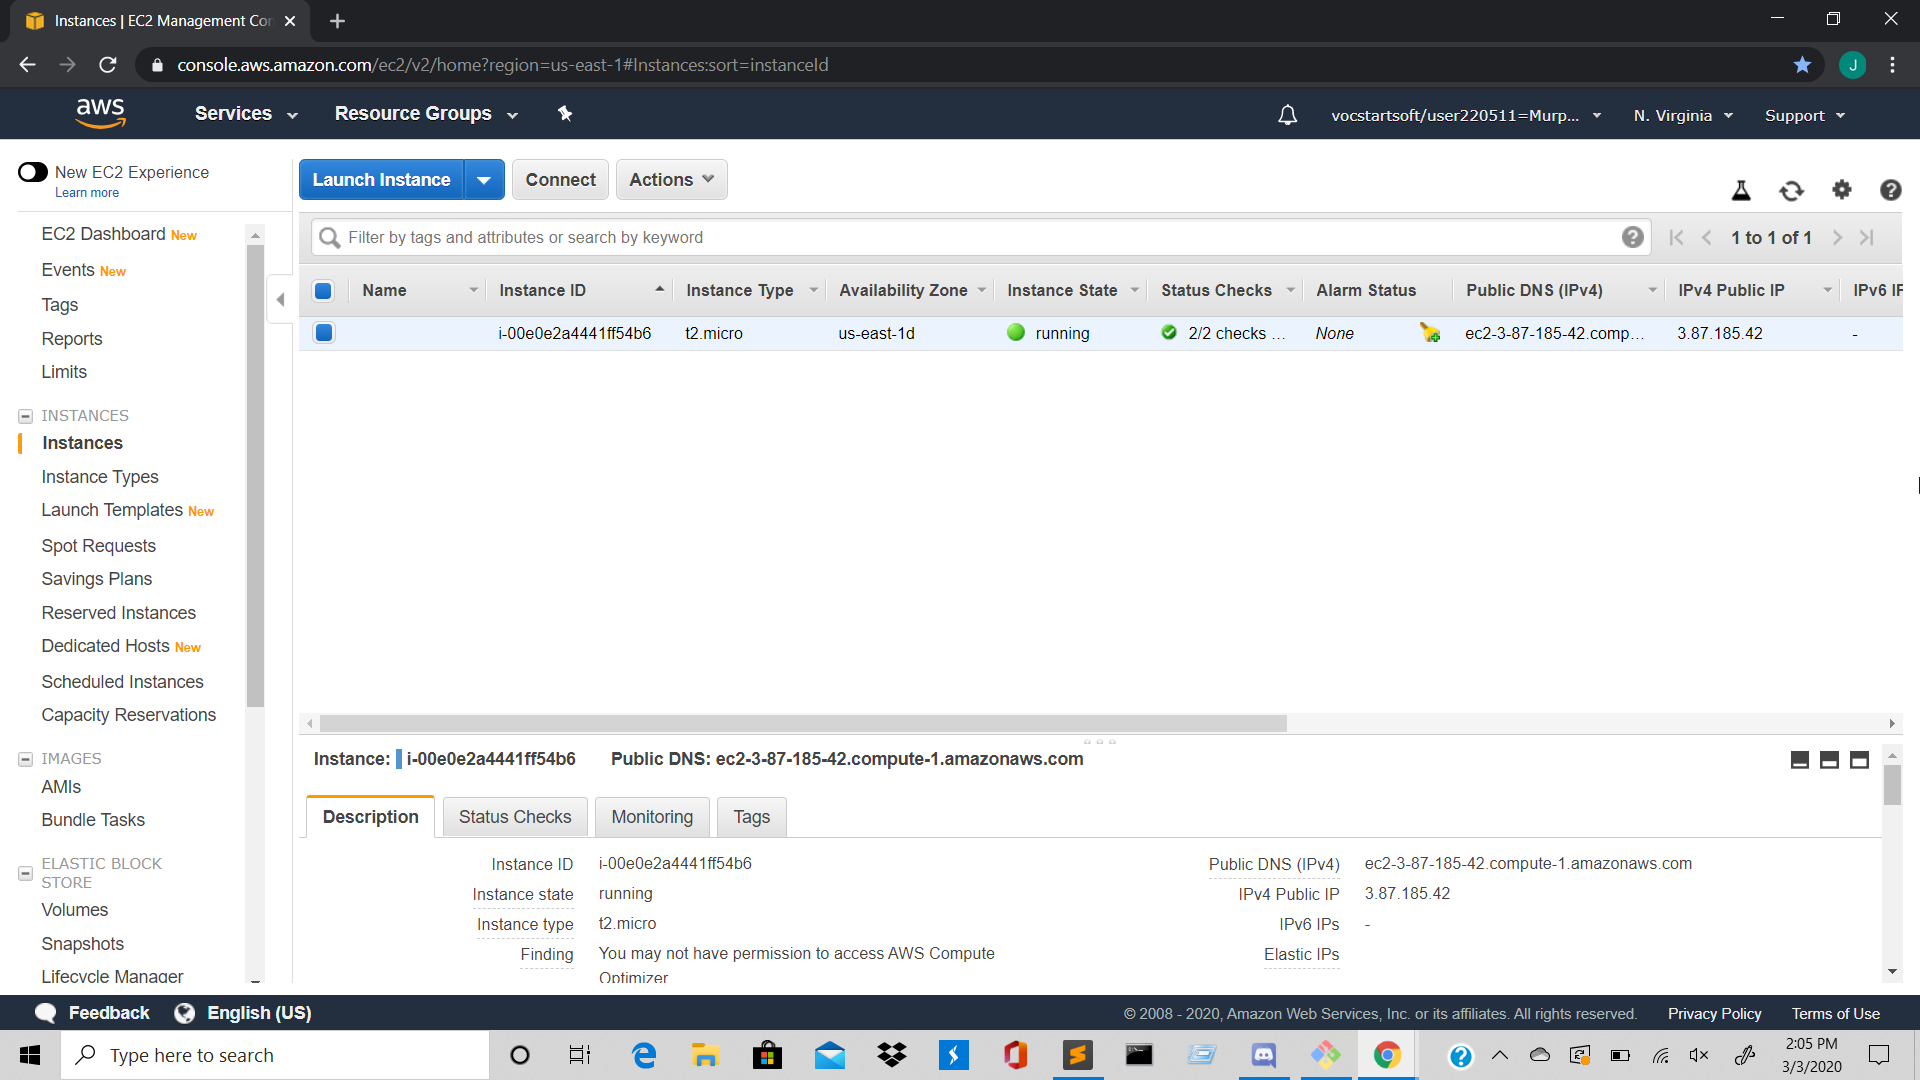 Instances | EC2 Management Con
console.aws.amazon.com/ec2/v2/home?region=us-east-1#Instances:sort=instanceId
J
aws
Services
Resource Groups
vocstartsoft/user220511=Murp...
N. Virginia
Support
New EC2 Experience
Learn more
EC2 Dashboard New
Events New
Tags
Reports
Limits
INSTANCES
Instances
Instance Types
Launch Templates New
Spot Requests
Savings Plans
Reserved Instances
Dedicated Hosts New
Scheduled Instances
Capacity Reservations
IMAGES
AMIs
Bundle Tasks
ELASTIC BLOCK
STORE
Volumes
Snapshots
Lifecycle Manager
Launch Instance
Connect
Actions
Filter by tags and attributes or search by keyword
1 to 1 of 1
Name Instance ID Instance Type Availability Zone Instance State Status Checks Alarm Status Public DNS (IPv4) IPv4 Public IP IPv6 IP
i-00e0e2a4441ff54b6 t2.micro us-east-1d running 2/2 checks ... None ec2-3-87-185-42.comp... 3.87.185.42 -
Instance: i-00e0e2a4441ff54b6 Public DNS: ec2-3-87-185-42.compute-1.amazonaws.com
Description
Status Checks
Monitoring
Tags
Instance ID i-00e0e2a4441ff54b6
Instance state running
Instance type t2.micro
Finding You may not have permission to access AWS Compute
Optimizer
Public DNS (IPv4) ec2-3-87-185-42.compute-1.amazonaws.com
IPv4 Public IP 3.87.185.42
IPv6 IPs -
Elastic IPs
Feedback
English (US)
© 2008 - 2020, Amazon Web Services, Inc. or its affiliates. All rights reserved.
Privacy Policy
Terms of Use
Type here to search
2:05 PM
3/3/2020